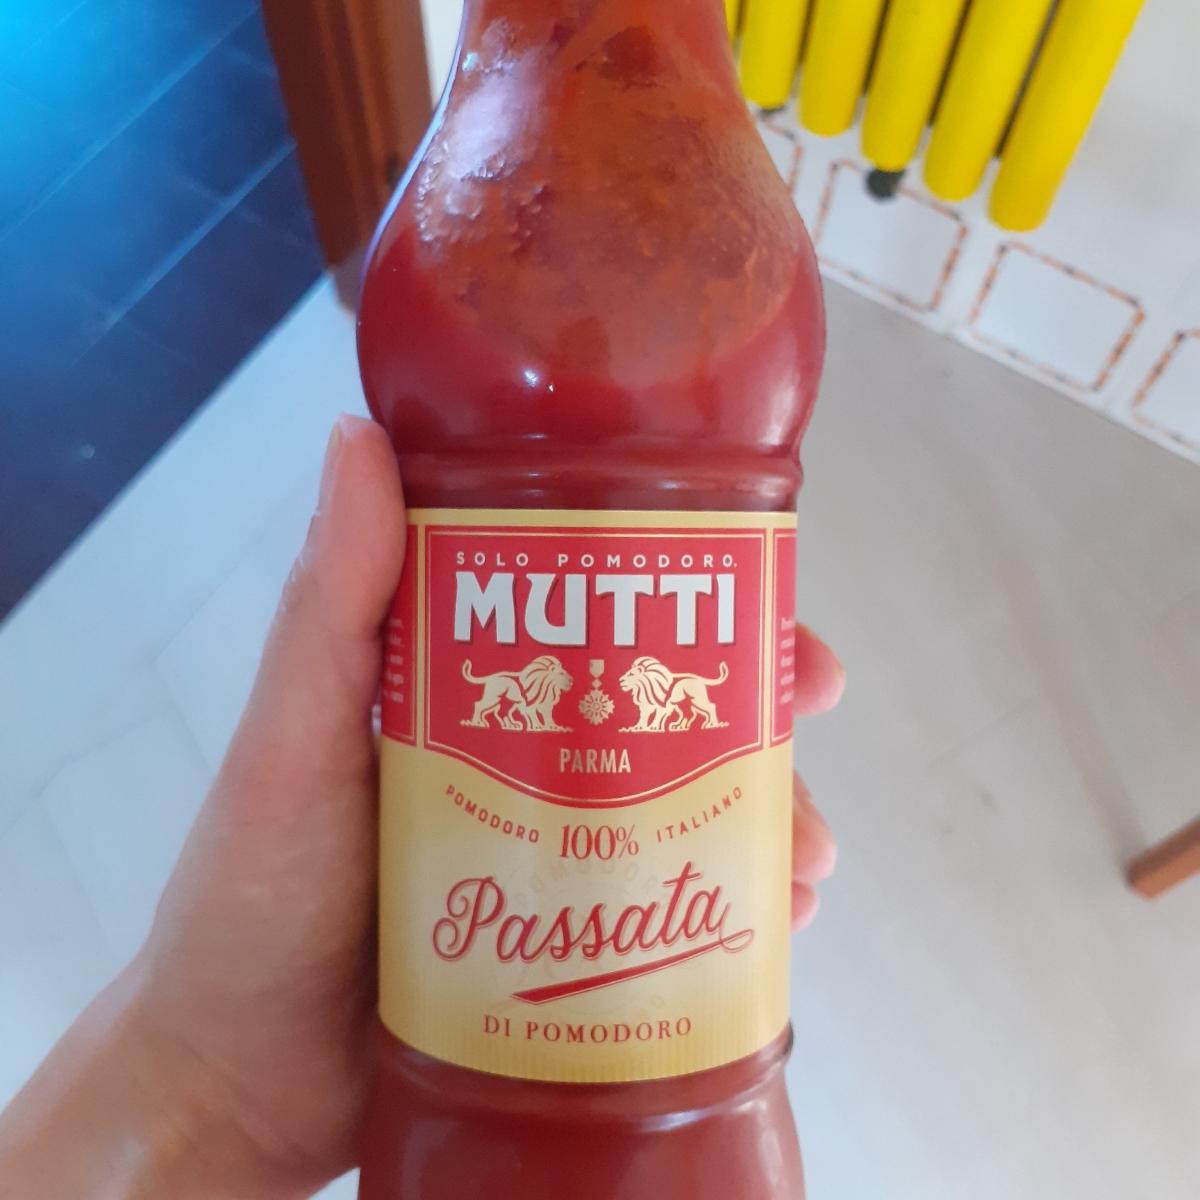 SOLO POMODORO.
MUTTI
PARMA
POMODORO 100% ITALIANO
Passata
DI POMODORO